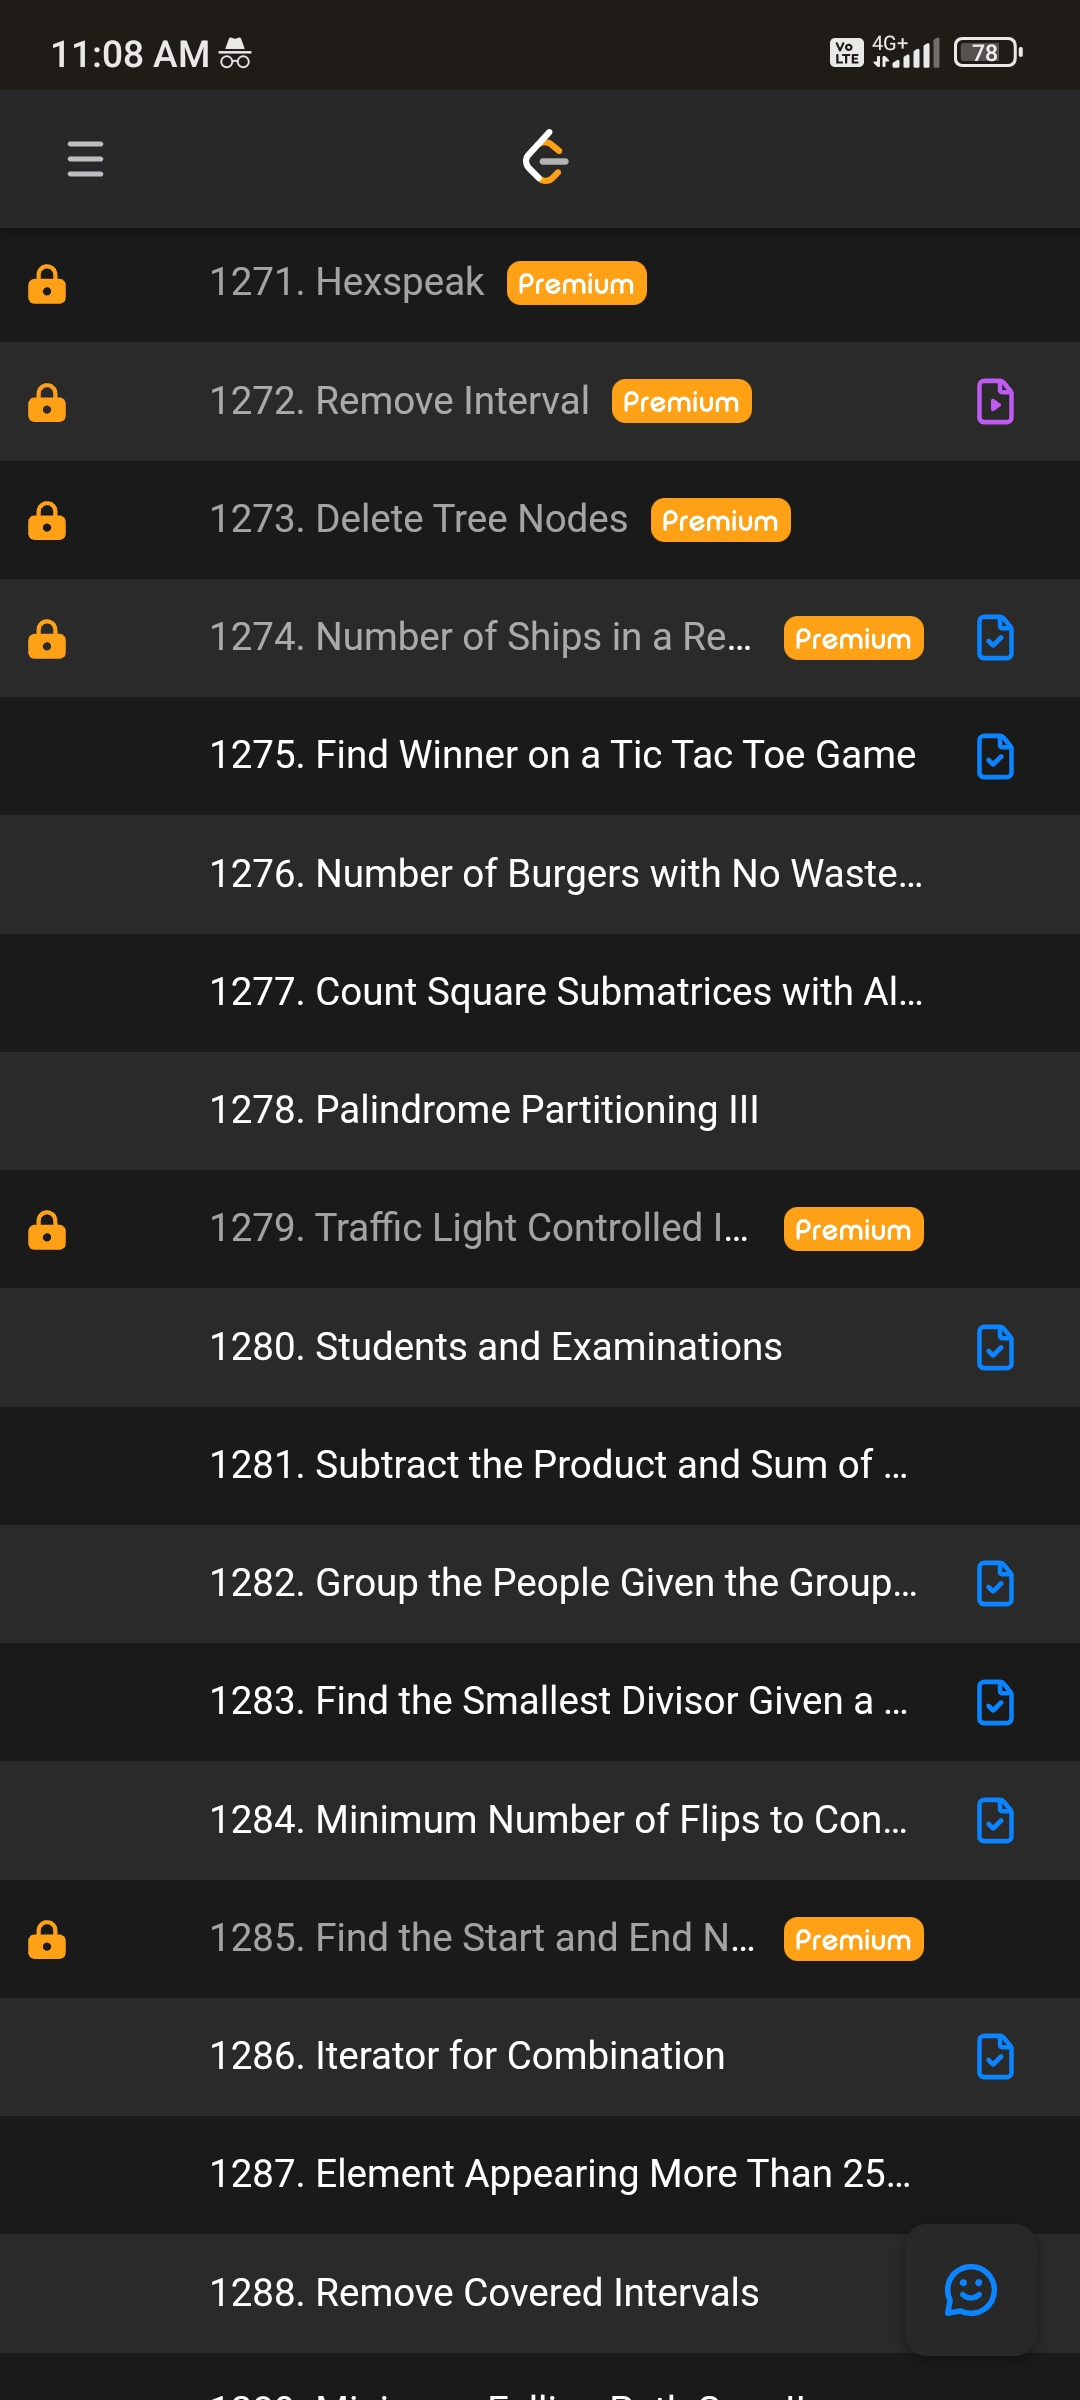 11:08 AM
Vo LTE 4G+ 78
1271. Hexspeak Premium
1272. Remove Interval Premium
1273. Delete Tree Nodes Premium
1274. Number of Ships in a Re... Premium
1275. Find Winner on a Tic Tac Toe Game
1276. Number of Burgers with No Waste...
1277. Count Square Submatrices with Al...
1278. Palindrome Partitioning III
1279. Traffic Light Controlled I... Premium
1280. Students and Examinations
1281. Subtract the Product and Sum of ...
1282. Group the People Given the Group...
1283. Find the Smallest Divisor Given a ...
1284. Minimum Number of Flips to Con...
1285. Find the Start and End N... Premium
1286. Iterator for Combination
1287. Element Appearing More Than 25...
1288. Remove Covered Intervals